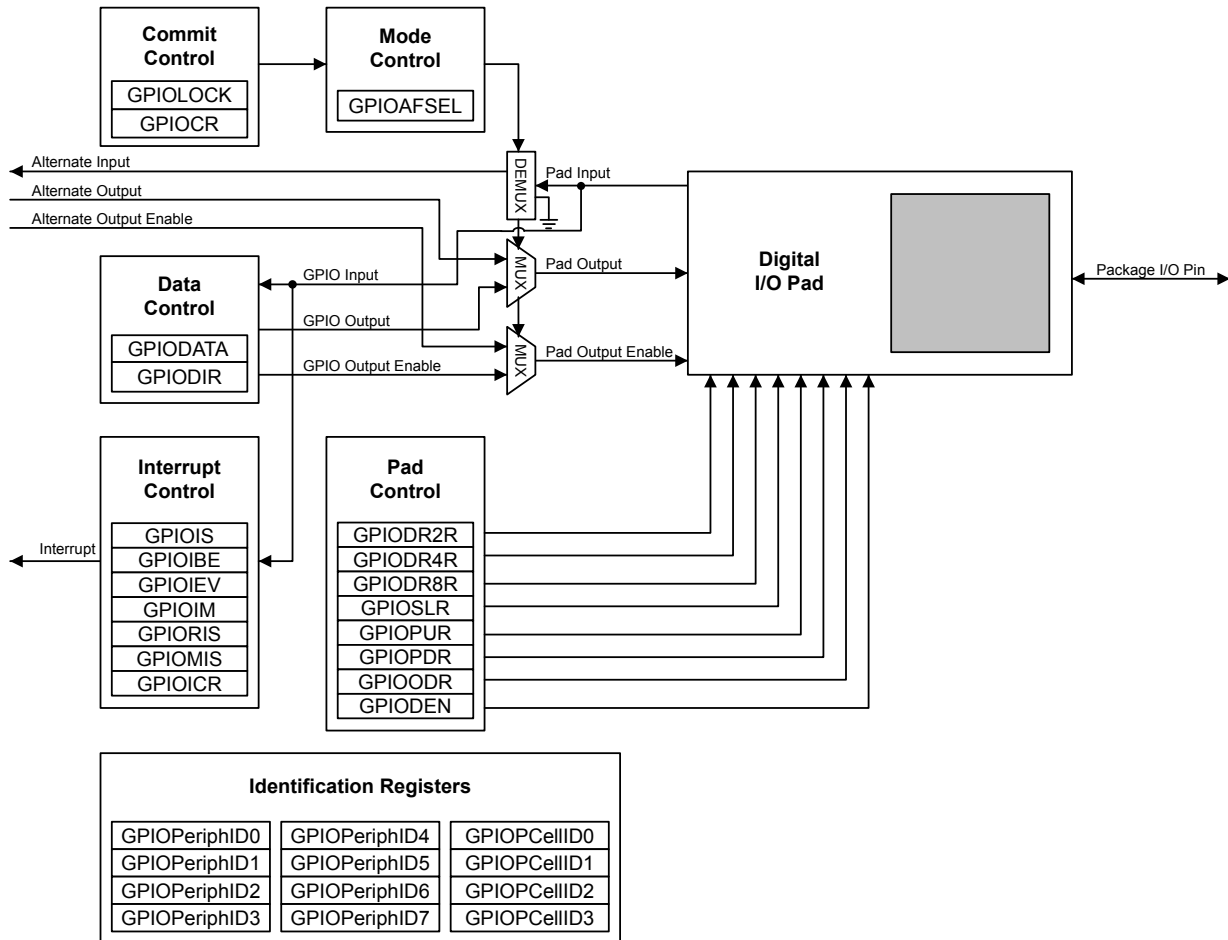 Commit
Control
GPIOLOCK
GPIOCR
Mode
Control
GPIOAFSEL
Alternate Input
Alternate Output
Alternate Output Enable
DEMUX
Pad Input
MUX
Pad Output
MUX
Pad Output Enable
Digital
I/O Pad
Package I/O Pin
Data
Control
GPIODATA
GPIODIR
GPIO Input
GPIO Output
GPIO Output Enable
Interrupt
Control
GPIOIS
GPIOIBE
GPIOIEV
GPIOIM
GPIORIS
GPIOMIS
GPIOICR
Interrupt
Pad
Control
GPIODR2R
GPIODR4R
GPIODR8R
GPIOSLR
GPIOPUR
GPIOPDR
GPIOODR
GPIODEN
Identification Registers
GPIOPeriphID0
GPIOPeriphID1
GPIOPeriphID2
GPIOPeriphID3
GPIOPeriphID4
GPIOPeriphID5
GPIOPeriphID6
GPIOPeriphID7
GPIOPCellID0
GPIOPCellID1
GPIOPCellID2
GPIOPCellID3